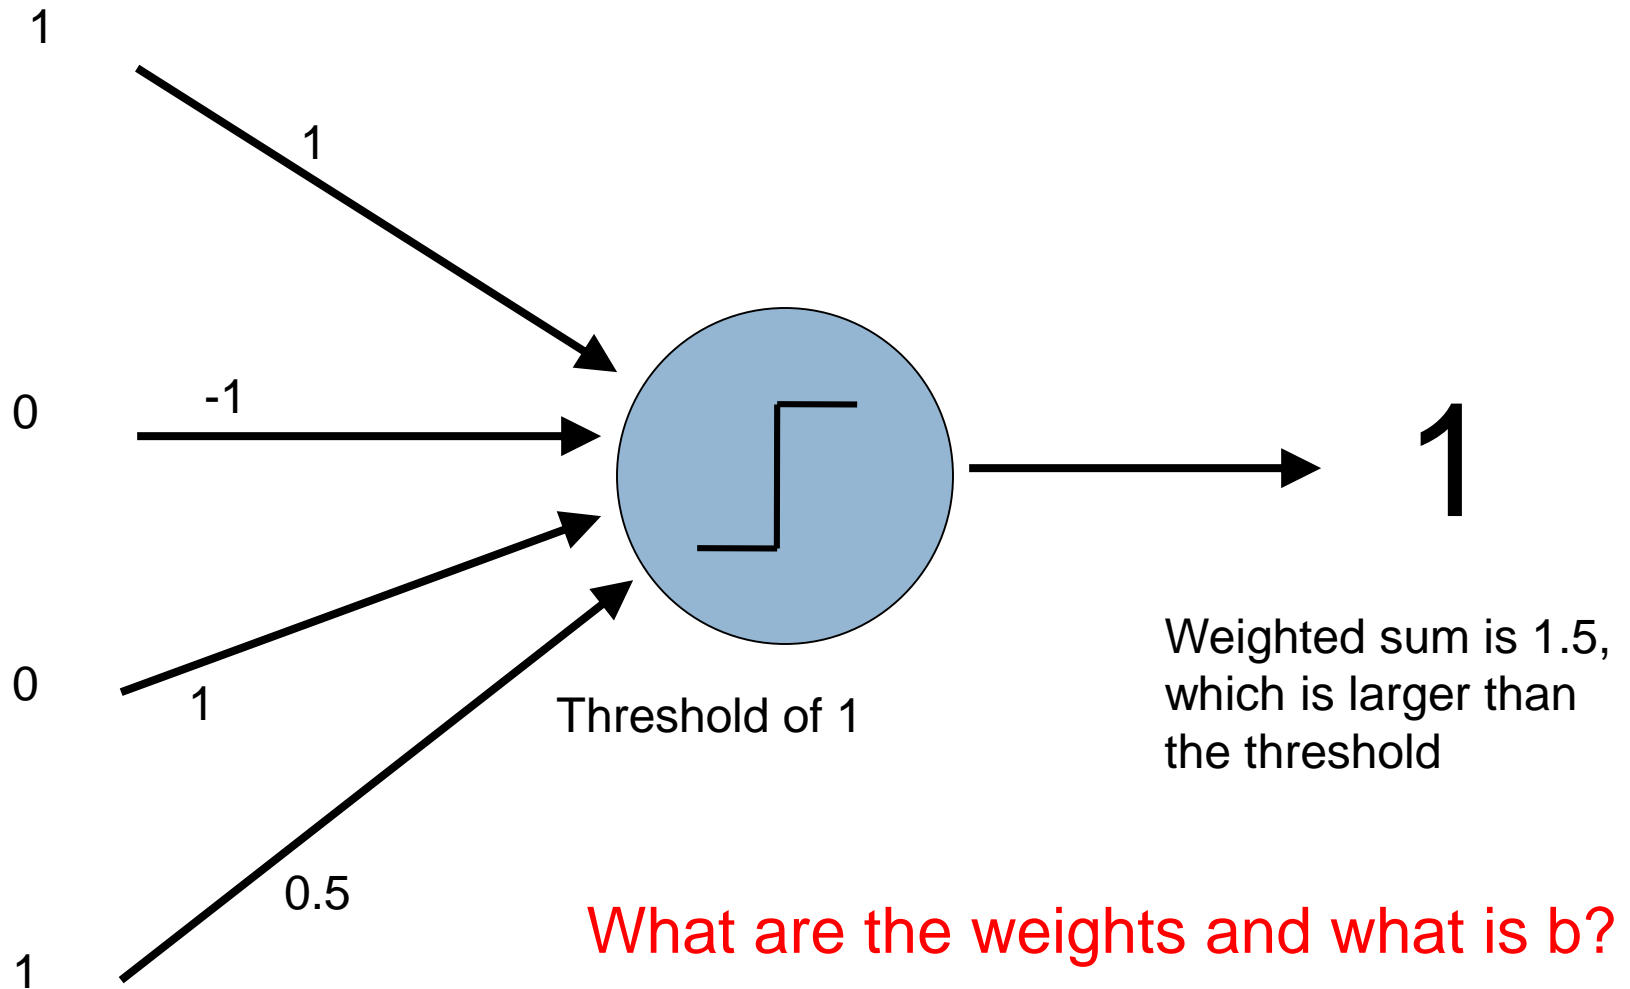 1
1
0
-1
1
0
1
Threshold of 1
Weighted sum is 1.5,
which is larger than
the threshold
0.5
1
What are the weights and what is b?